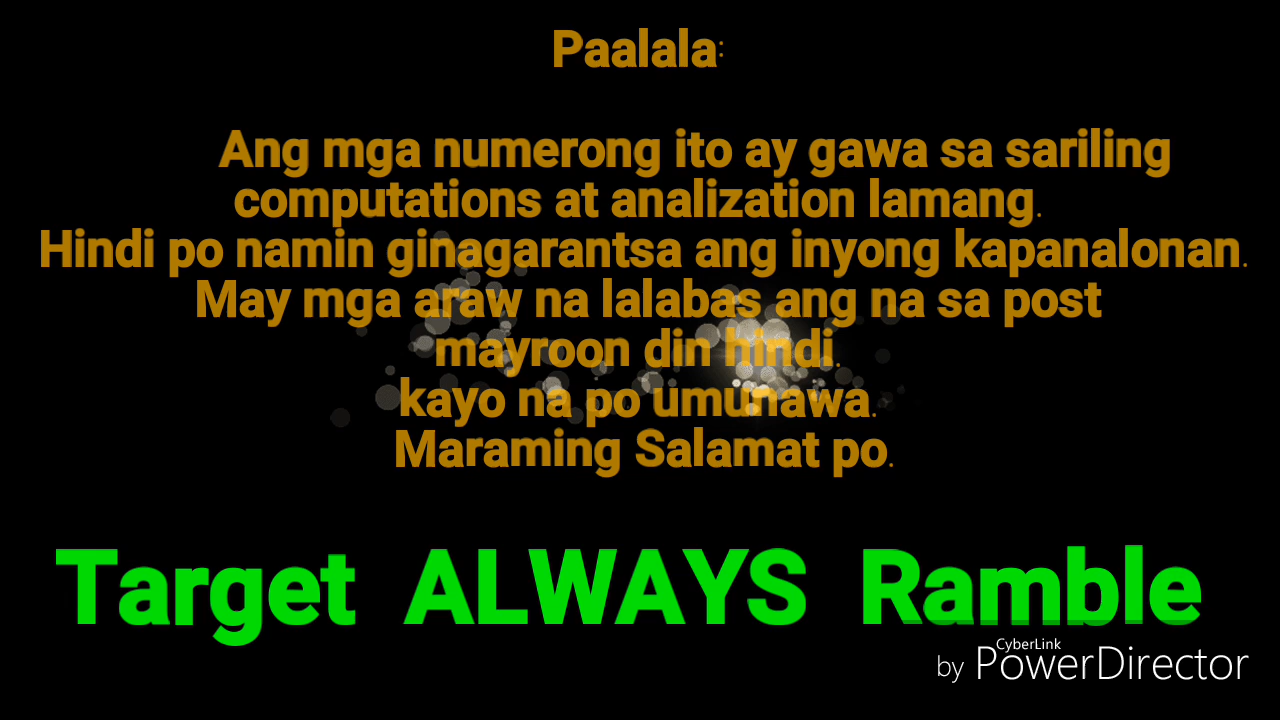 Paalala:
Ang mga numerong ito ay gawa sa sariling
computations at analization lamang.
Hindi po namin ginagarantsa ang inyong kapanalonan.
May mga araw na lalabas ang na sa post
mayroon din hindi.
kayo na po umunawa.
Maraming Salamat po.
Target ALWAYS Ramble
CyberLink
by PowerDirector